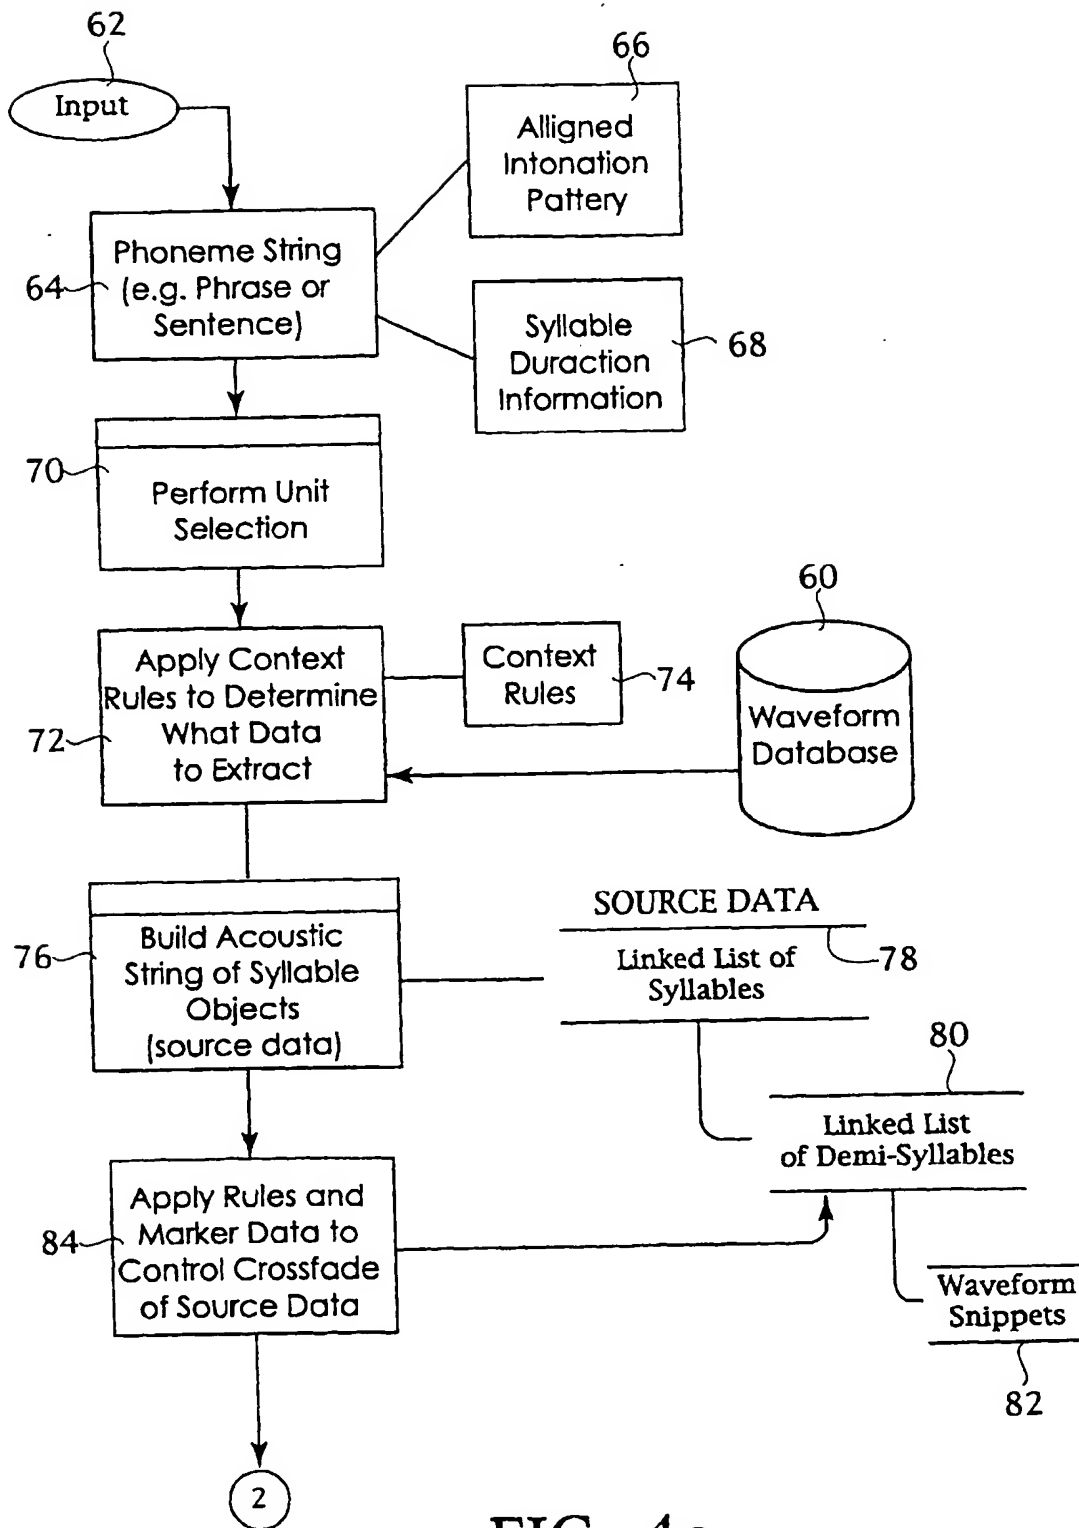 62
Input
66
Alligned
Intonation
Pattery
64
Phoneme String
(e.g. Phrase or
Sentence)
68
Syllable
Duraction
Information
70
Perform Unit
Selection
60
Waveform
Database
72
Apply Context
Rules to Determine
What Data
to Extract
Context
Rules
74
76
Build Acoustic
String of Syllable
Objects
(source data)
SOURCE DATA
78
Linked List of
Syllables
80
Linked List
of Demi-Syllables
84
Apply Rules and
Marker Data to
Control Crossfade
of Source Data
Waveform
Snippets
82
2